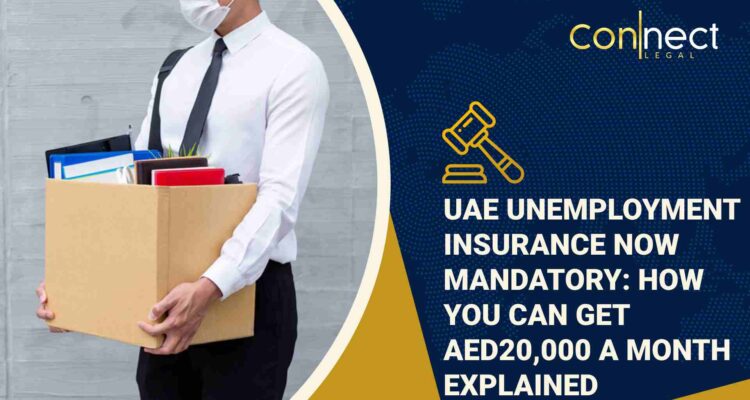 Connect
LEGAL
UAE UNEMPLOYMENT
INSURANCE NOW
MANDATORY: HOW
YOU CAN GET
AED20,000 A MONTH
EXPLAINED